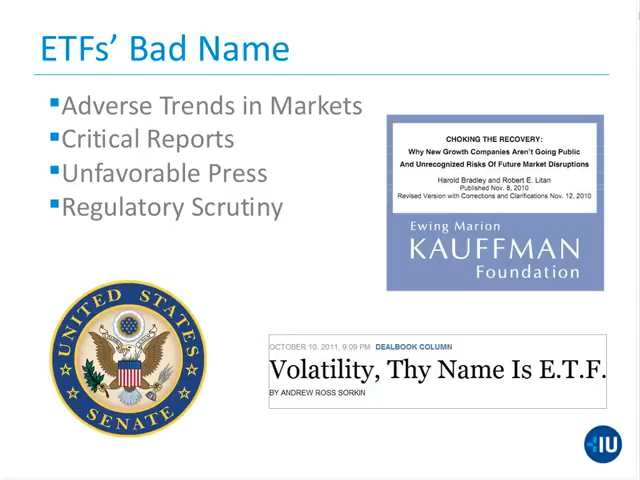 ETFs’ Bad Name
▪Adverse Trends in Markets
▪Critical Reports
▪Unfavorable Press
▪Regulatory Scrutiny
CHOKING THE RECOVERY:
Why New Growth Companies Aren't Going Public
And Unrecognized Risks Of Future Market Disruptions
Harold Bradley and Robert E. Litan
Published Nov. 8, 2010
Revised Version with Corrections and Clarifications Nov. 12, 2010
Ewing Marion
KAUFFMAN
Foundation
UNITED STATES
SENATE
OCTOBER 10, 2011, 9:09 PM DEALBOOK COLUMN
Volatility, Thy Name Is E.T.F.
BY ANDREW ROSS SORKIN
IU